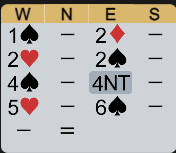 W N E S
1♠ – 2♦ –
2♥ – 2♠ –
4♠ – 4NT –
5♥ – 6♠ –
– =